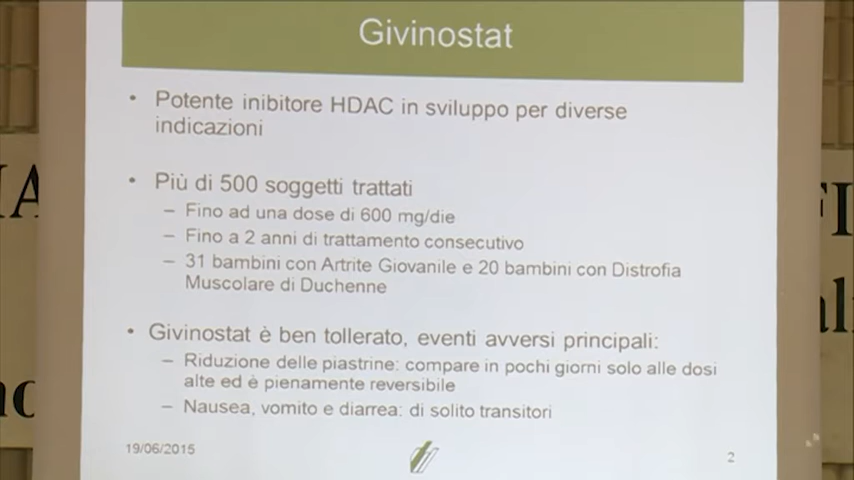 Givinostat
• Potente inibitore HDAC in sviluppo per diverse
indicazioni
• Più di 500 soggetti trattati
– Fino ad una dose di 600 mg/die
– Fino a 2 anni di trattamento consecutivo
– 31 bambini con Artrite Giovanile e 20 bambini con Distrofia
Muscolare di Duchenne
• Givinostat è ben tollerato, eventi avversi principali:
– Riduzione delle piastrine: compare in pochi giorni solo alle dosi
alte ed è pienamente reversibile
– Nausea, vomito e diarrea: di solito transitori
19/06/2015
2